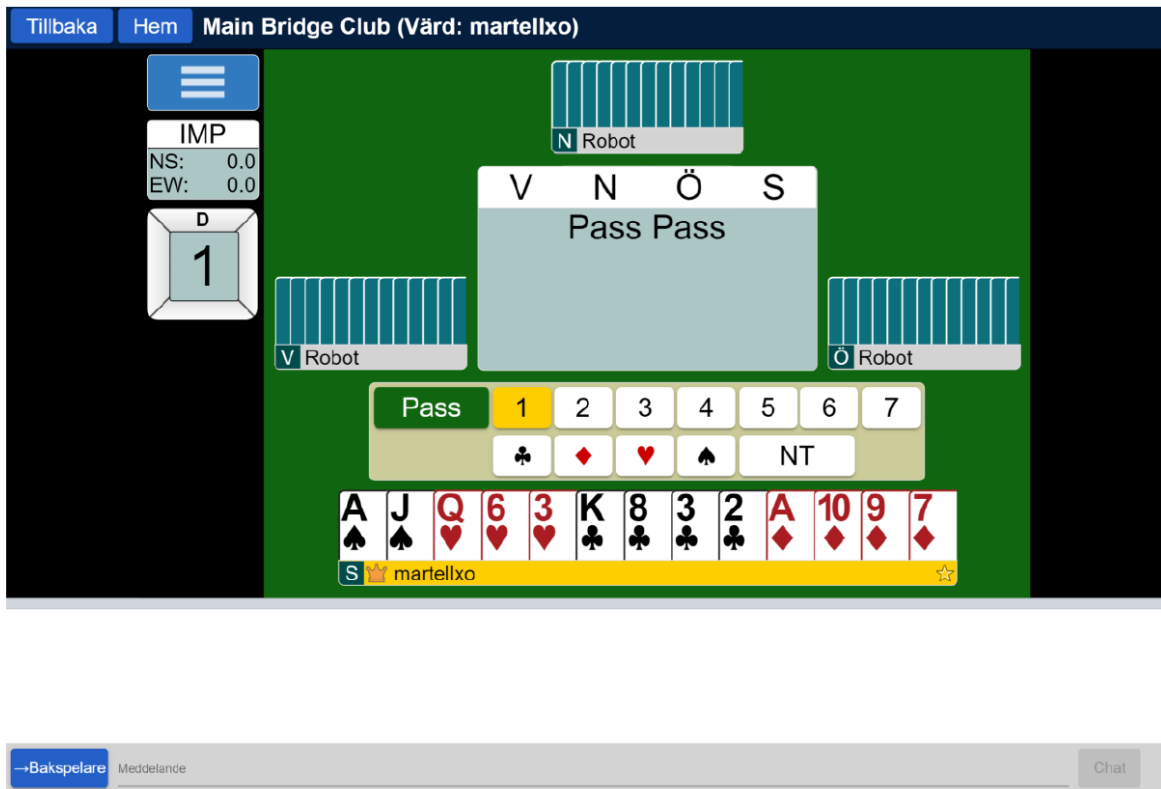 Tillbaka Hem Main Bridge Club (Värd: martellxo)
IMP
NS: 0.0
EW: 0.0
D
1
N Robot
V N Ö S
Pass Pass
V Robot
Ö Robot
Pass 1 2 3 4 5 6 7
♣ ♦ ♥ ♠ NT
A J Q 6 3 K 8 3 2 A 10 9 7
♠ ♠ ♥ ♥ ♥ ♣ ♣ ♣ ♣ ♦ ♦ ♦ ♦
S martellxo
→Bakspelare Meddelande Chat